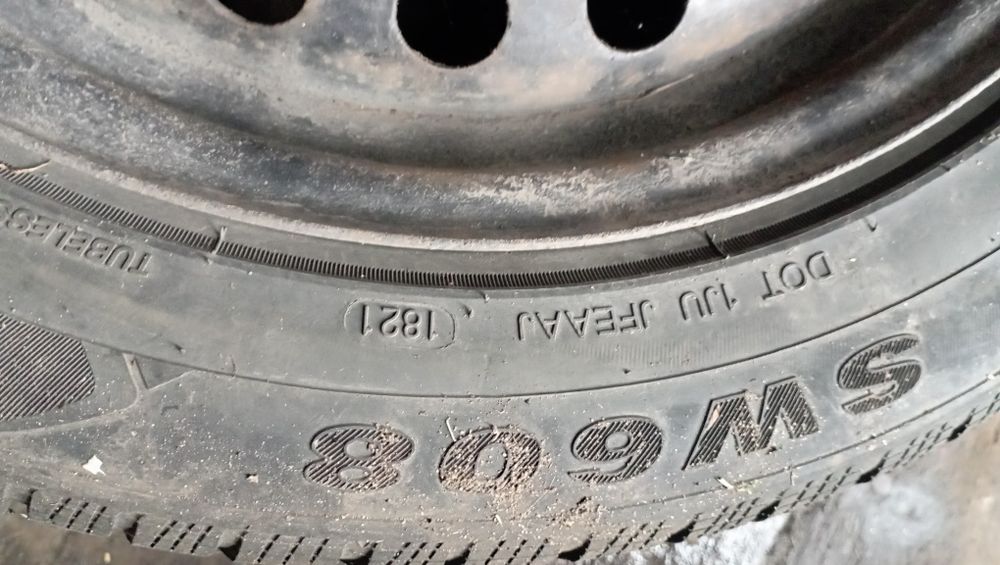 SW608
DOT 1JU JFEAAJ 1821
TUBELESS